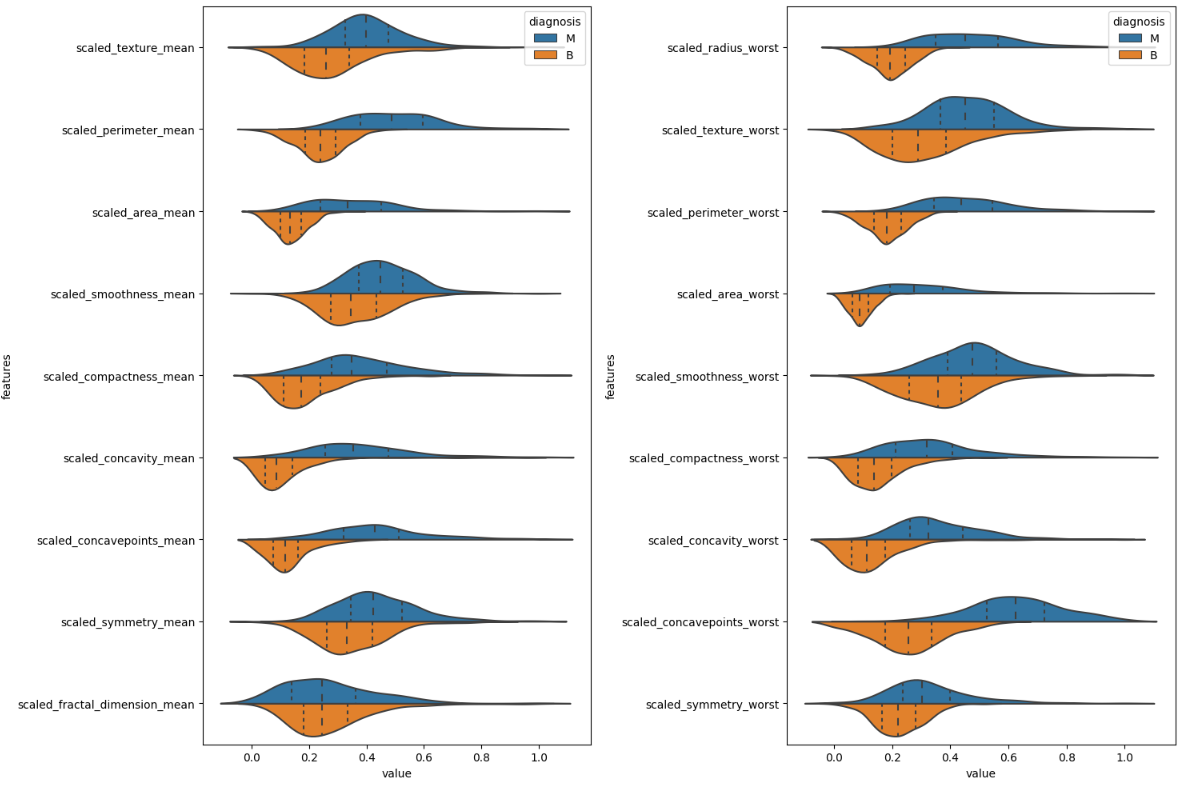 diagnosis
M
B
scaled_texture_mean
scaled_perimeter_mean
scaled_area_mean
scaled_smoothness_mean
scaled_compactness_mean
scaled_concavity_mean
scaled_concavepoints_mean
scaled_symmetry_mean
scaled_fractal_dimension_mean
features
0.0 0.2 0.4 0.6 0.8 1.0
value
diagnosis
M
B
scaled_radius_worst
scaled_texture_worst
scaled_perimeter_worst
scaled_area_worst
scaled_smoothness_worst
scaled_compactness_worst
scaled_concavity_worst
scaled_concavepoints_worst
scaled_symmetry_worst
features
0.0 0.2 0.4 0.6 0.8 1.0
value